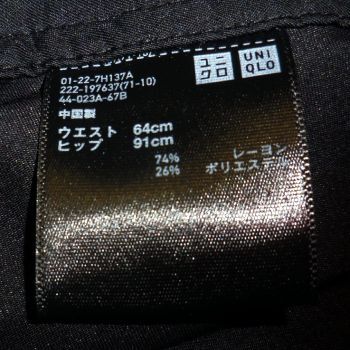 ユニ
クロ
UNI
QLO
01-22-7H137A
222-197637(71-10)
44-023A-67B
中国製
ウエスト 64cm
ヒップ 91cm
74% レーヨン
26% ポリエステル